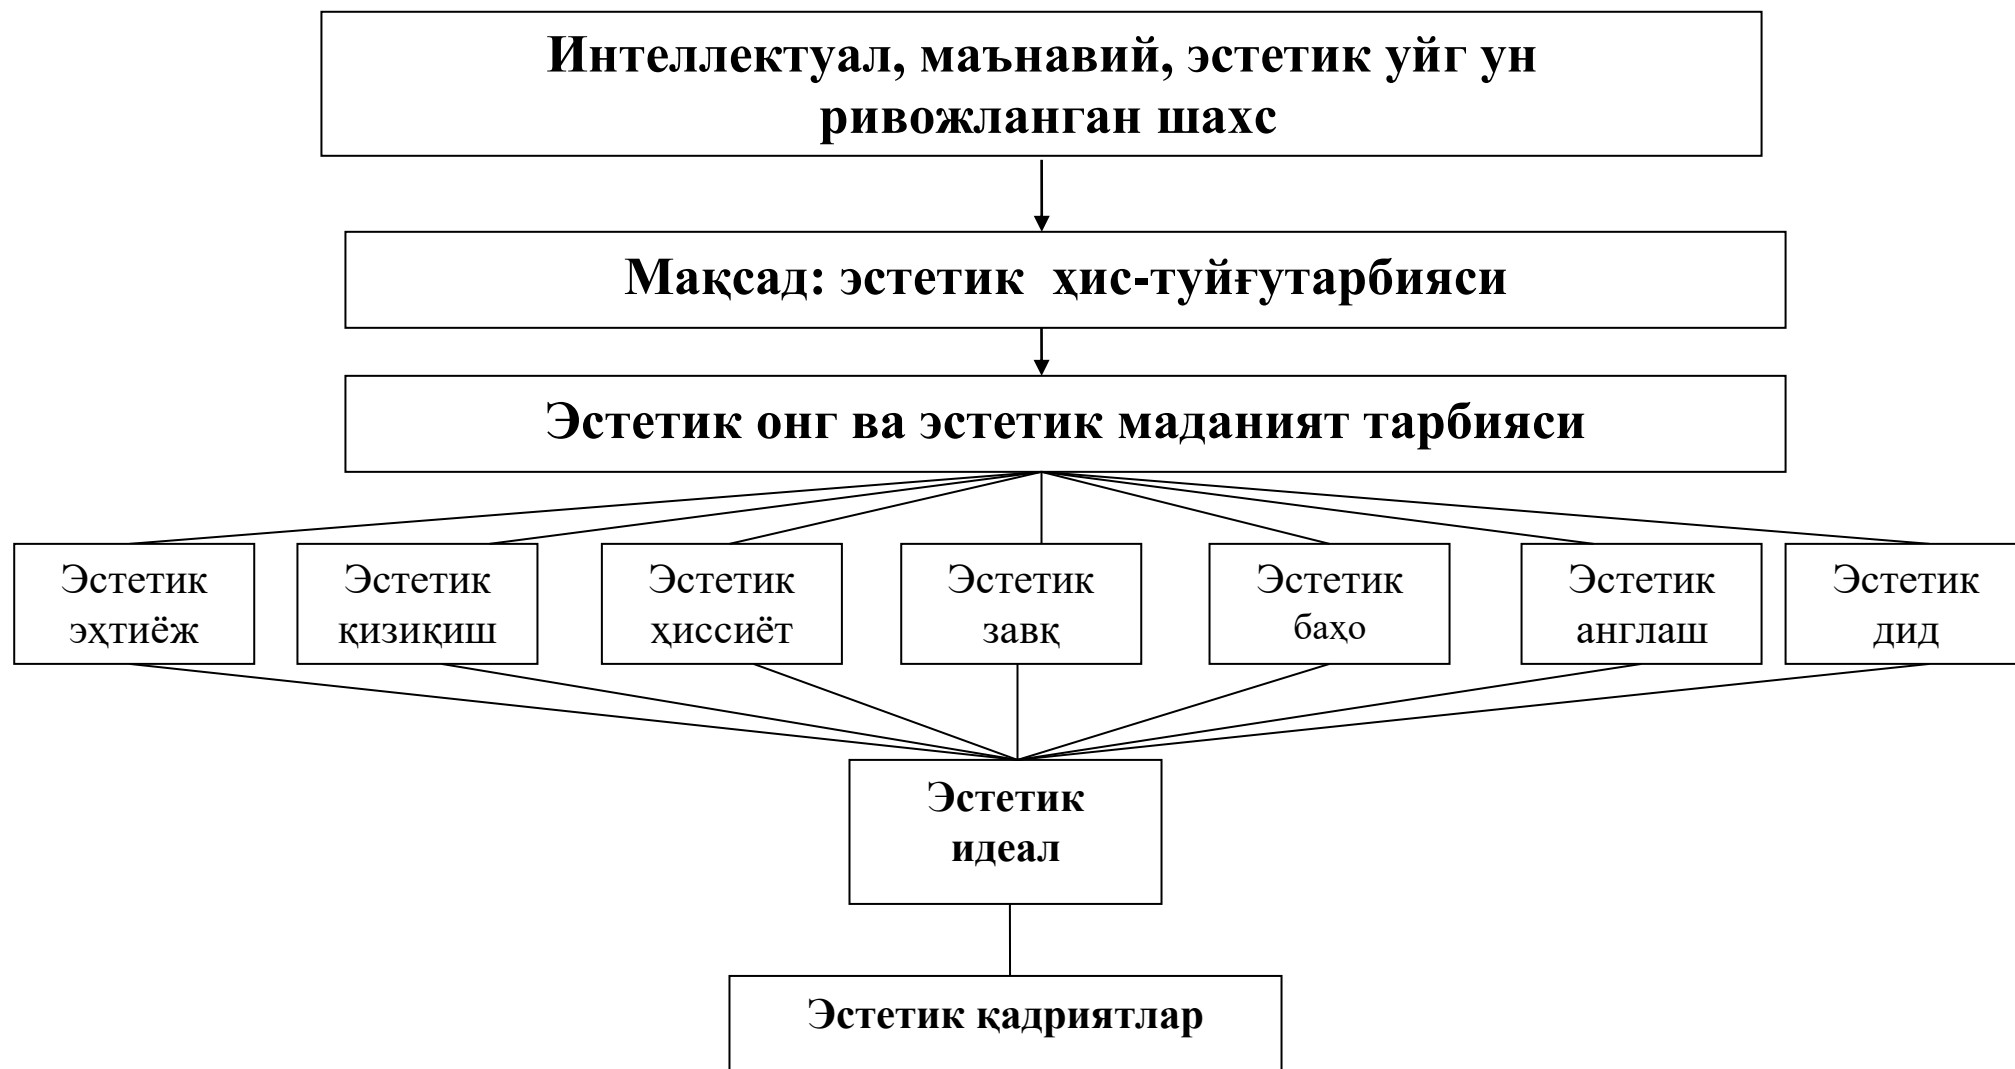 Интеллектуал, маънавий, эстетик уйг ун
ривожланган шахс
Мақсад: эстетик  ҳис-туйғутарбияси
Эстетик онг ва эстетик маданият тарбияси
Эстетик
эҳтиёж
Эстетик
қизиқиш
Эстетик
ҳиссиёт
Эстетик
завқ
Эстетик
баҳо
Эстетик
англаш
Эстетик
дид
Эстетик
идеал
Эстетик қадриятлар